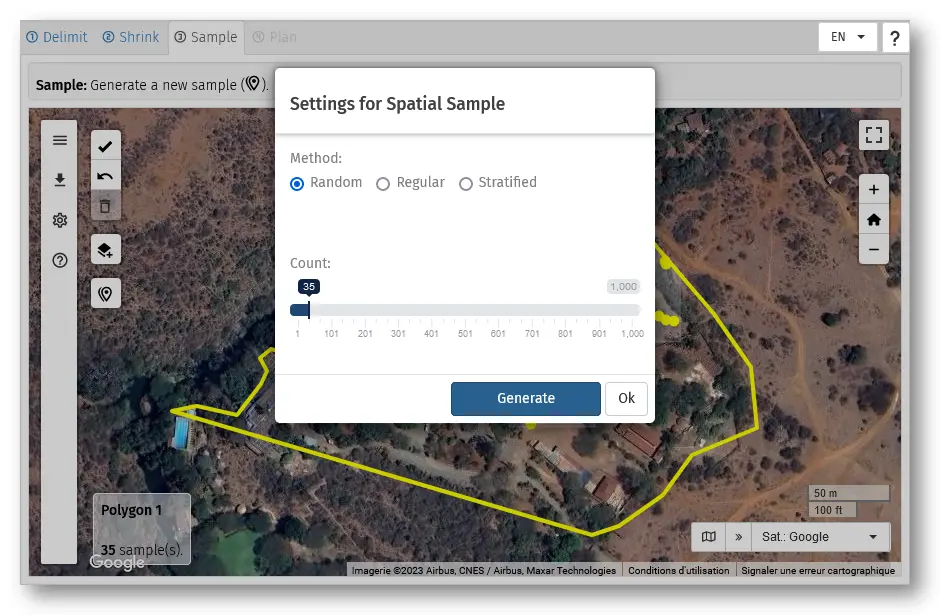 ① Delimit ② Shrink ③ Sample ④ Plan EN ?
Sample: Generate a new sample ( ).
Settings for Spatial Sample
Method:
Random Regular Stratified
Count:
35 1,000
1 101 201 301 401 501 601 701 801 901 1,000
Generate Ok
Polygon 1
35 sample(s).
Google
50 m
100 ft
» Sat.: Google
Imagerie ©2023 Airbus, CNES / Airbus, Maxar Technologies Conditions d'utilisation Signaler une erreur cartographique